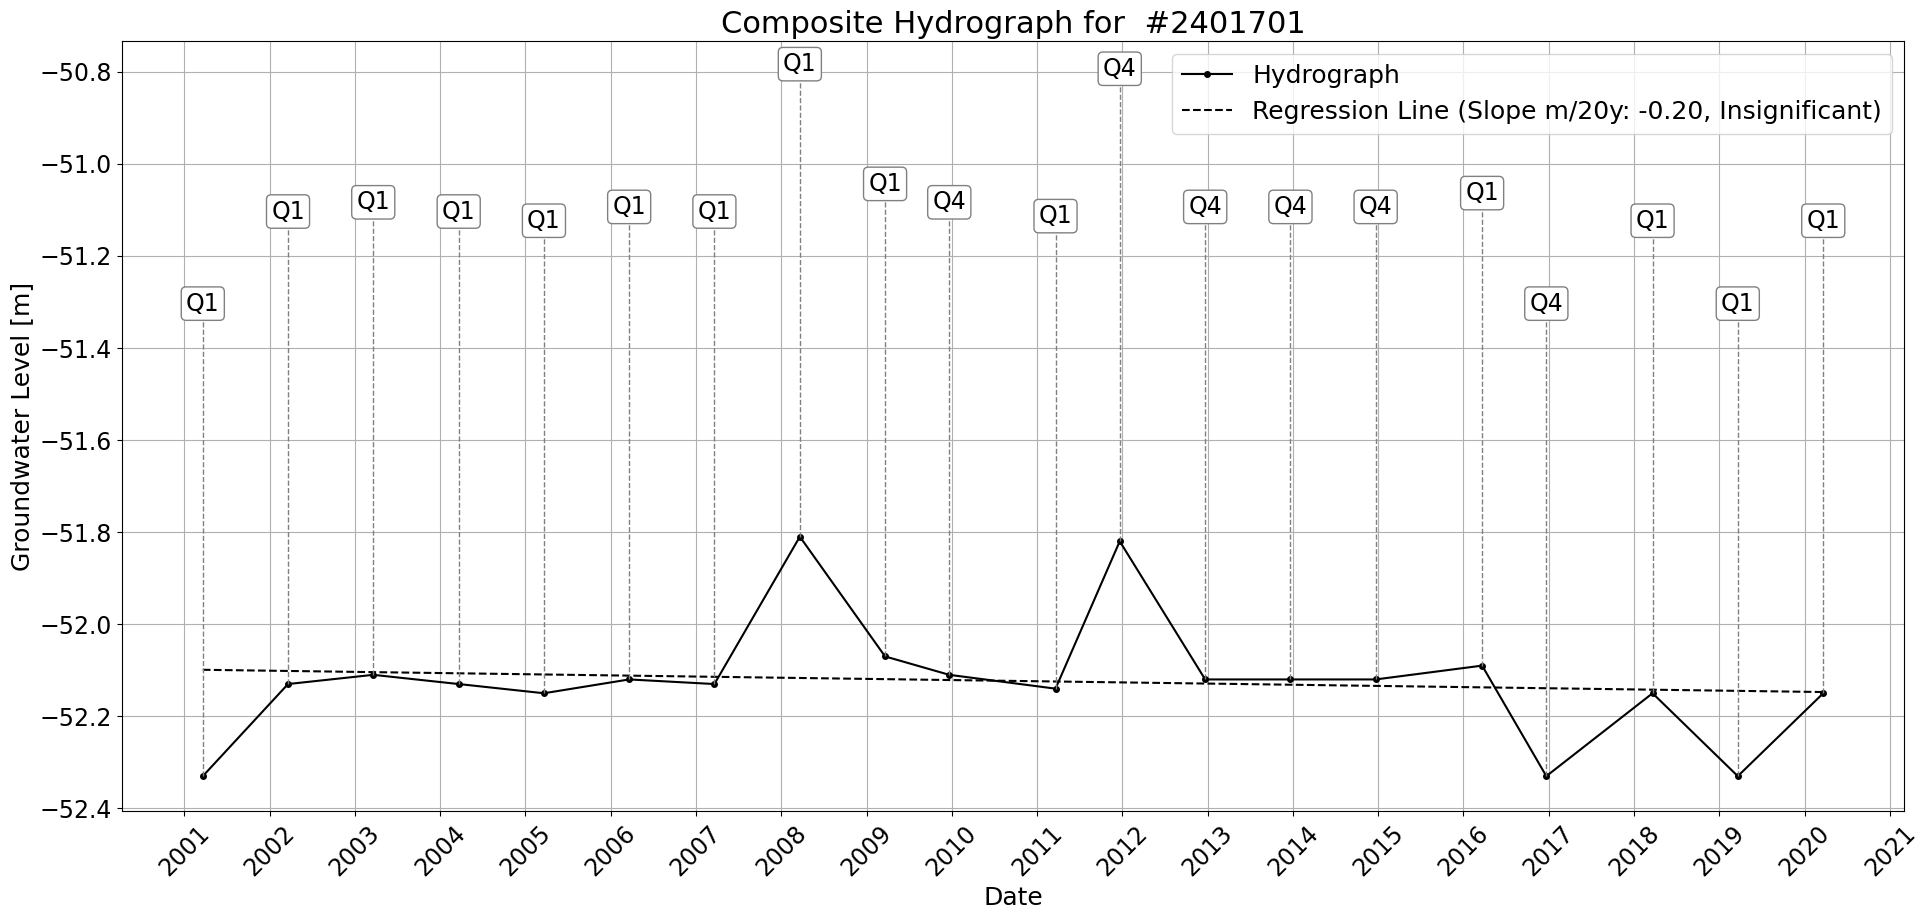 Composite Hydrograph for  #2401701
Hydrograph
Regression Line (Slope m/20y: -0.20, Insignificant)
Groundwater Level [m]
−50.8
−51.0
−51.2
−51.4
−51.6
−51.8
−52.0
−52.2
−52.4
Q1
Q1
Q1
Q1
Q1
Q1
Q1
Q1
Q1
Q4
Q1
Q4
Q4
Q4
Q4
Q1
Q4
Q1
Q1
Q1
2001
2002
2003
2004
2005
2006
2007
2008
2009
2010
2011
2012
2013
2014
2015
2016
2017
2018
2019
2020
2021
Date